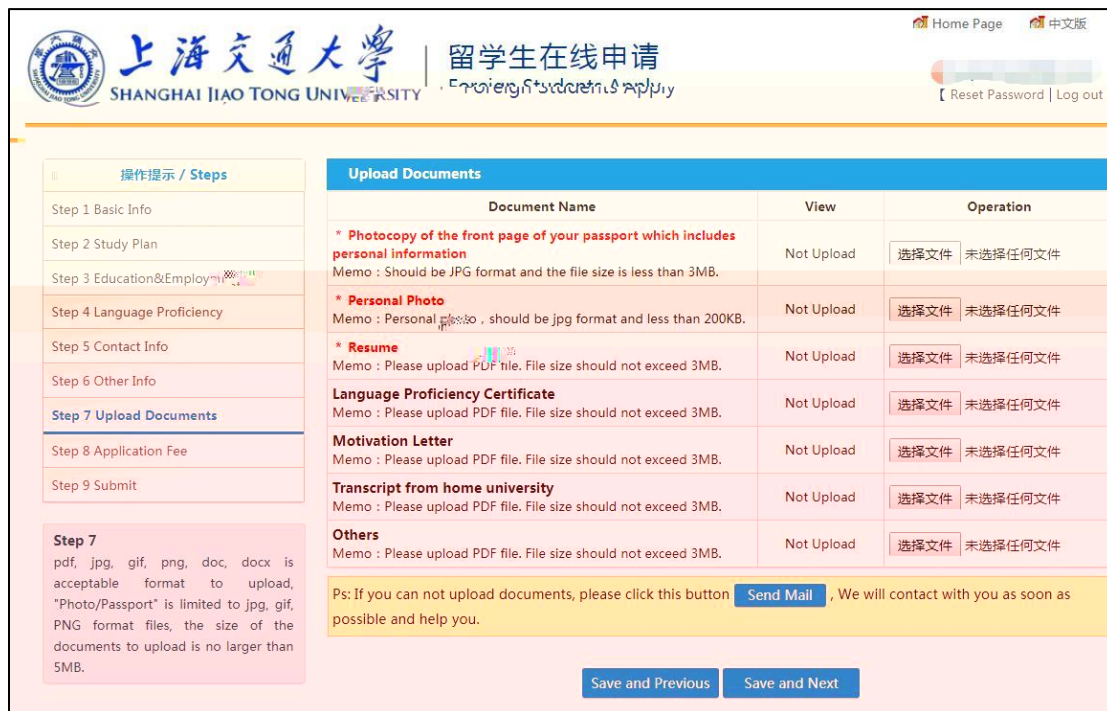 Home Page 中文版
上海交通大學
SHANGHAI JIAO TONG UNIVERSITY
留学生在线申请
Foreign Students Apply
【 Reset Password | Log out
操作提示 / Steps
Step 1 Basic Info
Step 2 Study Plan
Step 3 Education&Employ
Step 4 Language Proficiency
Step 5 Contact Info
Step 6 Other Info
Step 7 Upload Documents
Step 8 Application Fee
Step 9 Submit
Step 7
pdf, jpg, gif, png, doc, docx is
acceptable format to upload,
"Photo/Passport" is limited to jpg, gif,
PNG format files, the size of the
documents to upload is no larger than
5MB.
Upload Documents
Document Name View Operation
* Photocopy of the front page of your passport which includes
personal information
Memo : Should be JPG format and the file size is less than 3MB.
Not Upload 选择文件 未选择任何文件
* Personal Photo
Memo : Personal photo , should be jpg format and less than 200KB.
Not Upload 选择文件 未选择任何文件
* Resume
Memo : Please upload PDF file. File size should not exceed 3MB.
Not Upload 选择文件 未选择任何文件
Language Proficiency Certificate
Memo : Please upload PDF file. File size should not exceed 3MB.
Not Upload 选择文件 未选择任何文件
Motivation Letter
Memo : Please upload PDF file. File size should not exceed 3MB.
Not Upload 选择文件 未选择任何文件
Transcript from home university
Memo : Please upload PDF file. File size should not exceed 3MB.
Not Upload 选择文件 未选择任何文件
Others
Memo : Please upload PDF file. File size should not exceed 3MB.
Not Upload 选择文件 未选择任何文件
Ps: If you can not upload documents, please click this button Send Mail , We will contact with you as soon as
possible and help you.
Save and Previous Save and Next